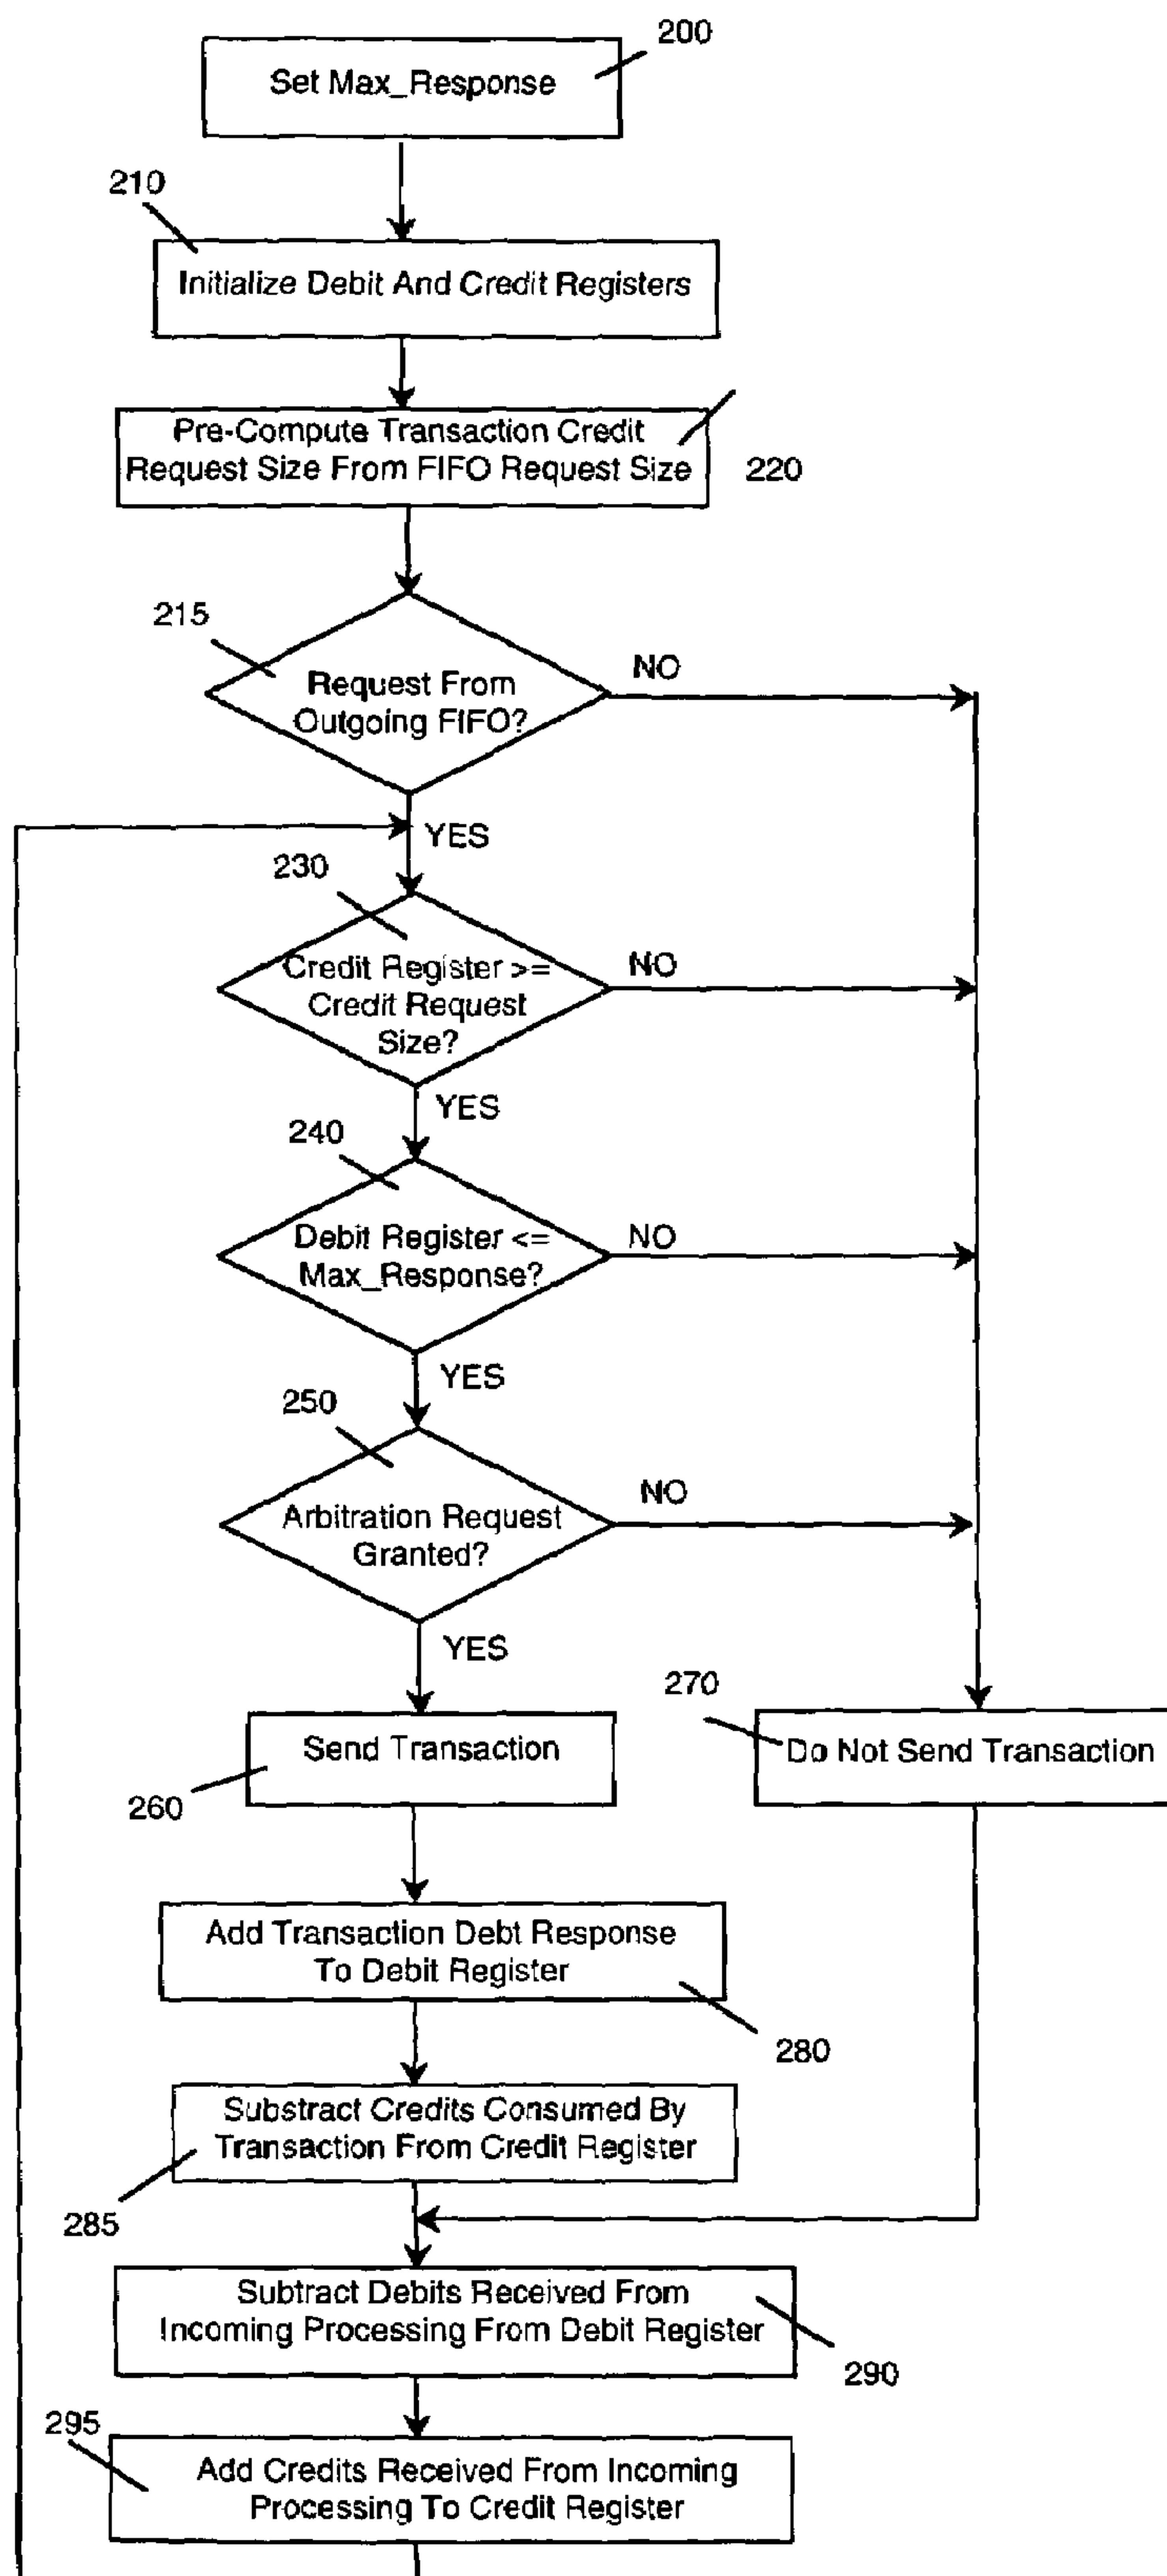 200
Set Max_Response
210
Initialize Debit And Credit Registers
Pre-Compute Transaction Credit
Request Size From FIFO Request Size
220
215
Request From
Outgoing FIFO?
NO
YES
230
Credit Register >=
Credit Request
Size?
NO
YES
240
Debit Register <=
Max_Response?
NO
YES
250
Arbitration Request
Granted?
NO
YES
270
Send Transaction
Do Not Send Transaction
260
Add Transaction Debt Response
To Debit Register
280
Substract Credits Consumed By
Transaction From Credit Register
285
Subtract Debits Received From
Incoming Processing From Debit Register
290
295
Add Credits Received From Incoming
Processing To Credit Register